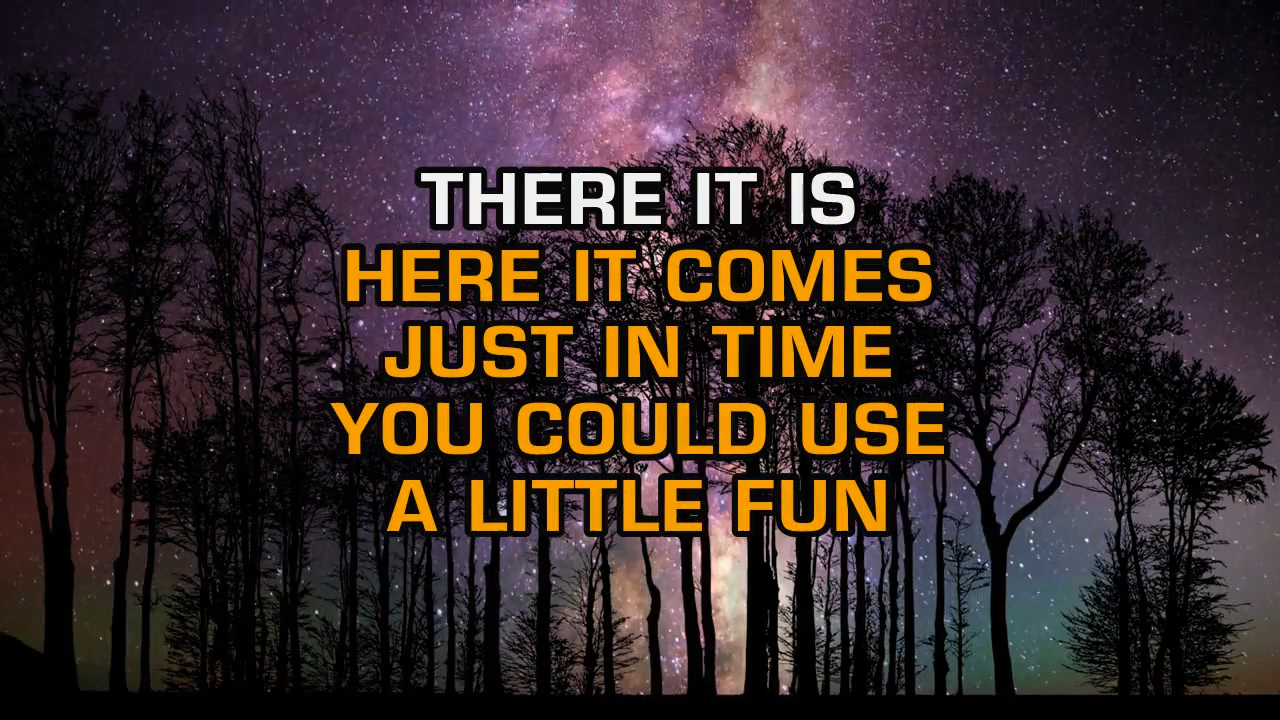 THERE IT IS
HERE IT COMES
JUST IN TIME
YOU COULD USE
A LITTLE FUN